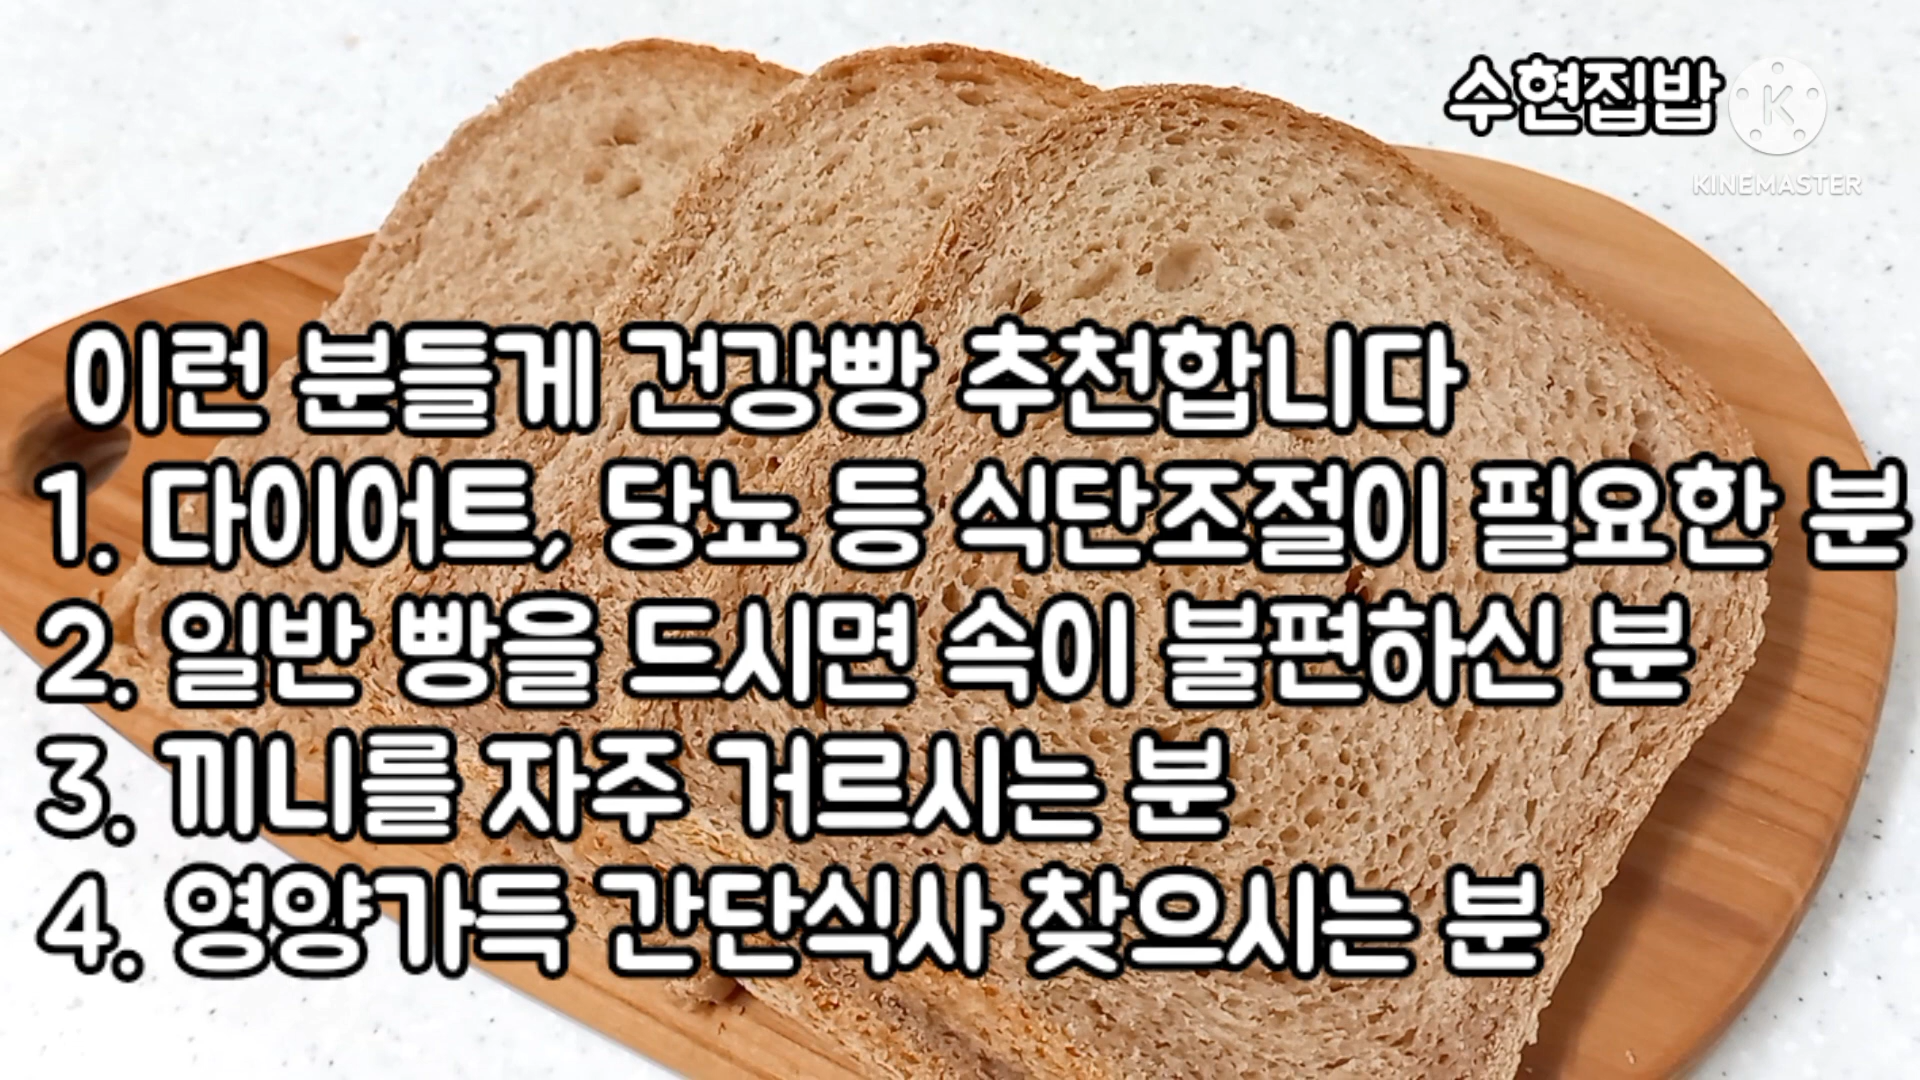 수현집밥
K
KINEMASTER
이런 분들게 건강빵 추천합니다
1. 다이어트, 당뇨 등 식단조절이 필요한 분
2. 일반 빵을 드시면 속이 불편하신 분
3. 끼니를 자주 거르시는 분
4. 영양가득 간단식사 찾으시는 분